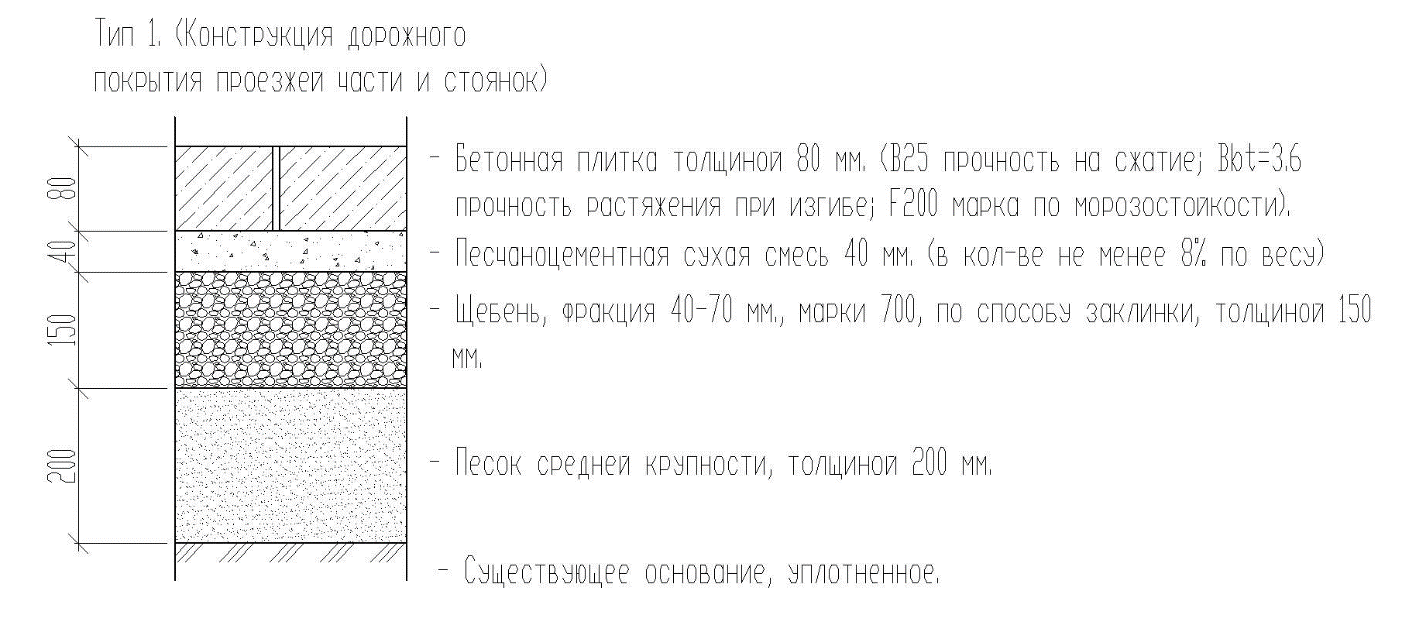 Тип 1. (Конструкция дорожного
покрытия проезжей части и стоянок)
80
- Бетонная плитка толщиной 80 мм. (В25 прочность на сжатие; Вbt=3.6
прочность растяжения при изгибе; F200 марка по морозостойкости).
40
- Песчаноцементная сухая смесь 40 мм. (в кол-ве не менее 8% по весу)
150
- Щебень, фракция 40-70 мм., марки 700, по способу заклинки, толщиной 150
мм.
200
- Песок средней крупности, толщиной 200 мм.
- Существующее основание, уплотненное.